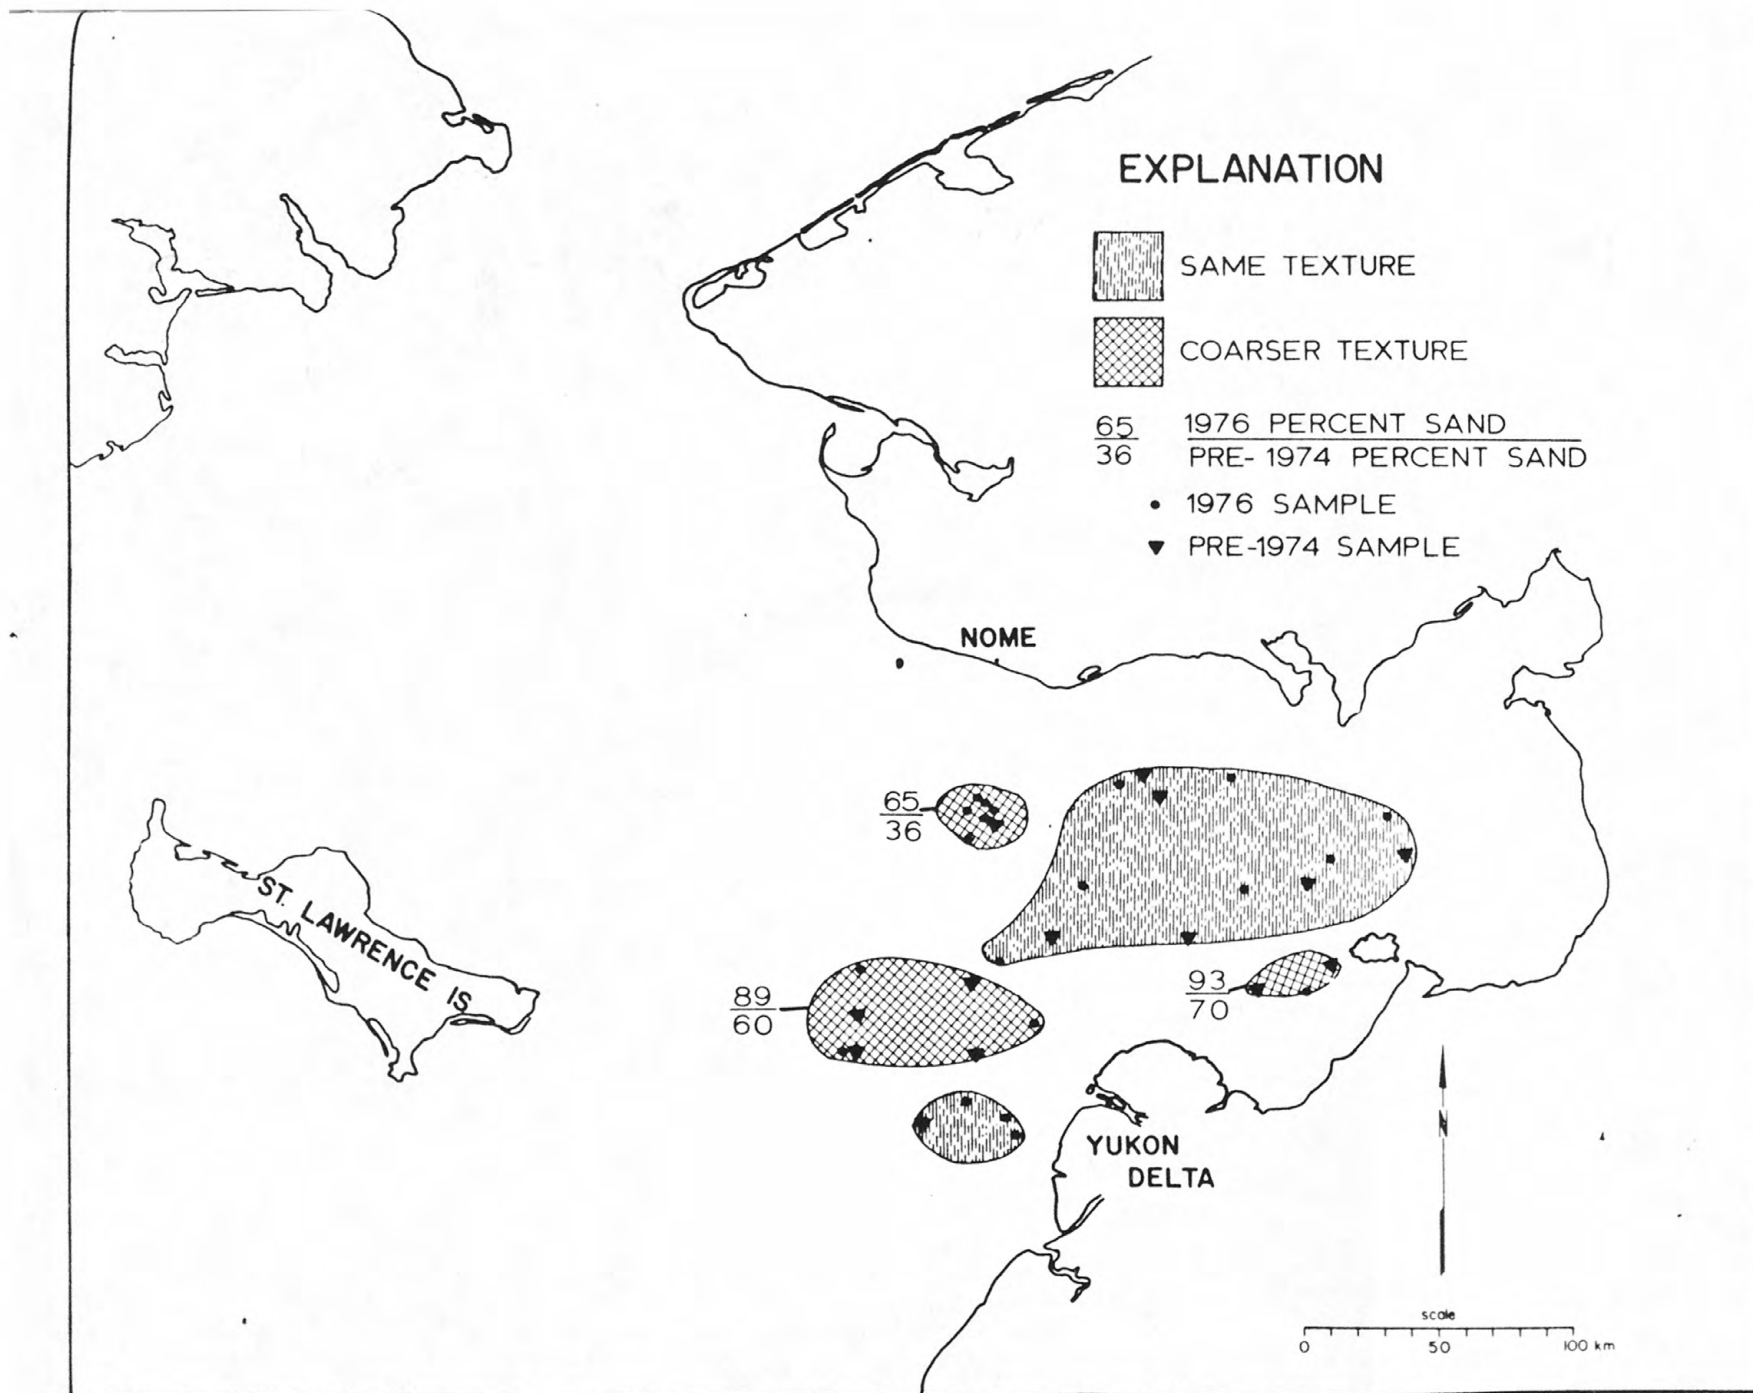 EXPLANATION
SAME TEXTURE
COARSER TEXTURE
65
36
1976 PERCENT SAND
PRE-1974 PERCENT SAND
1976 SAMPLE
PRE-1974 SAMPLE
NOME
65
36
ST. LAWRENCE IS
89
60
93
70
N
YUKON
DELTA
scale
0 50 100 km